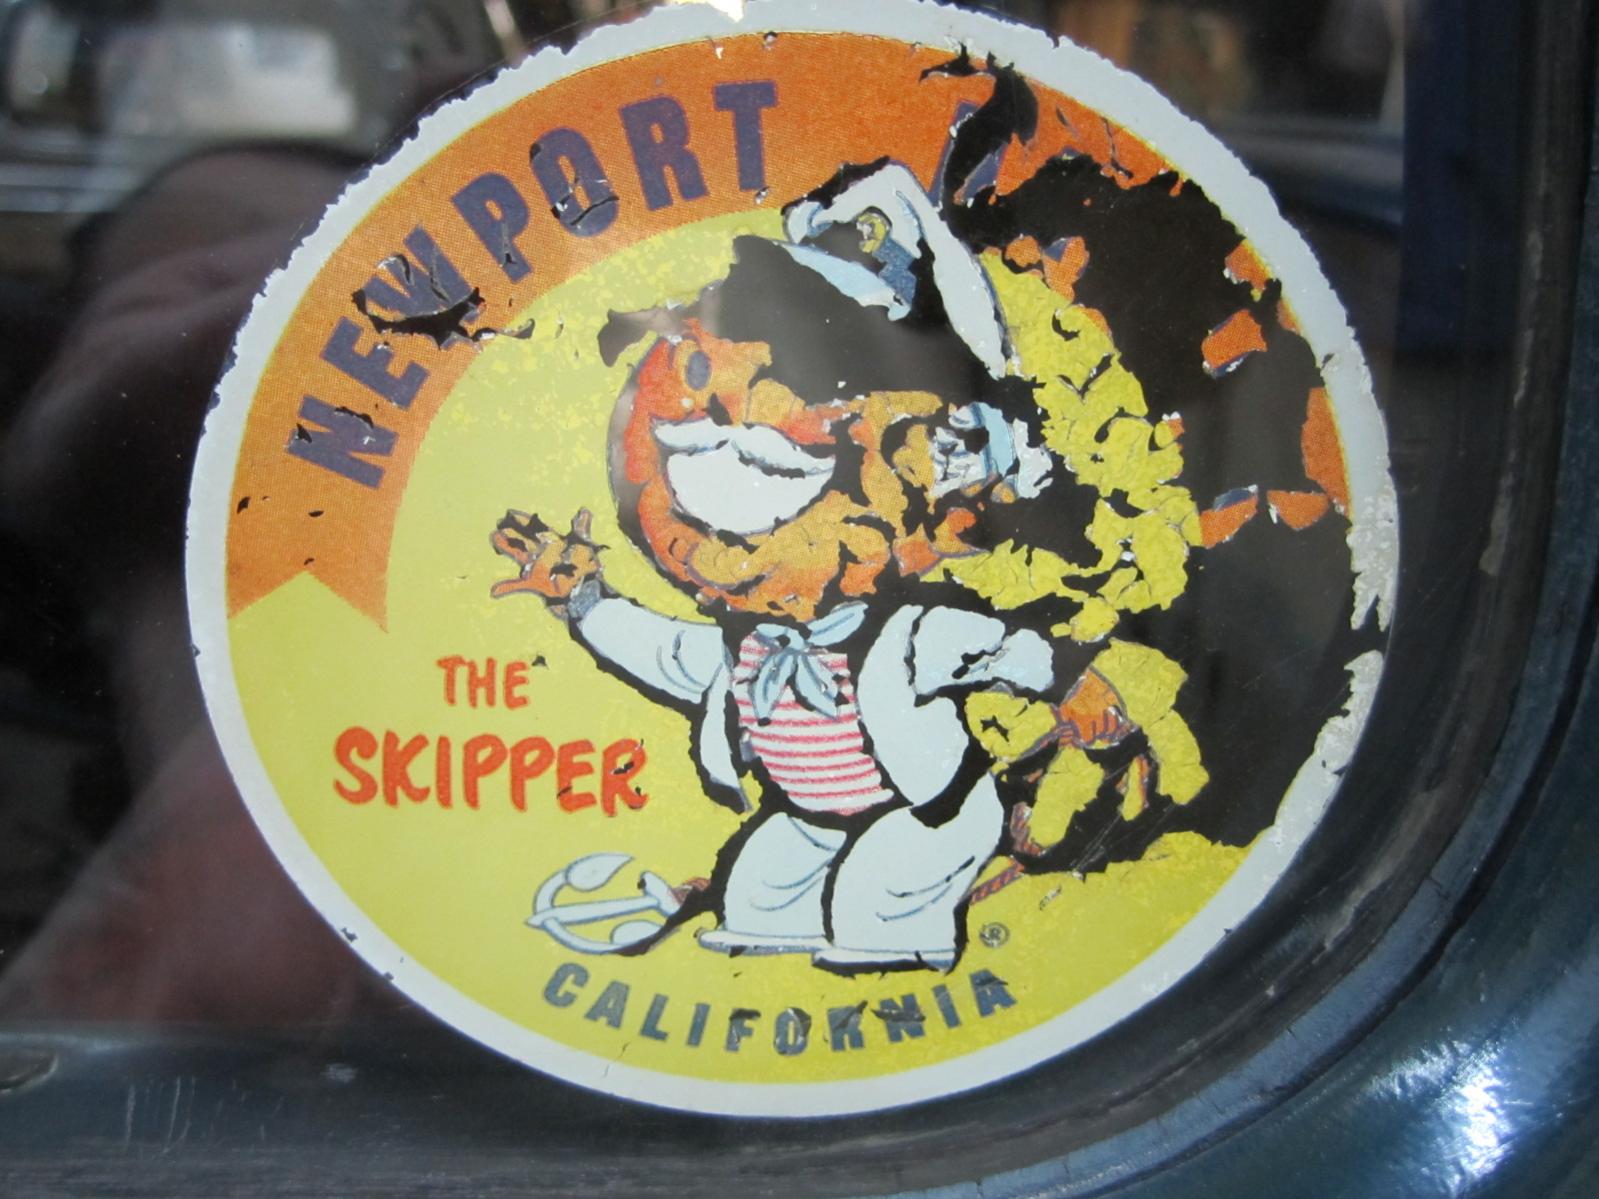 NEWPORT
THE
SKIPPER
®
CALIFORNIA